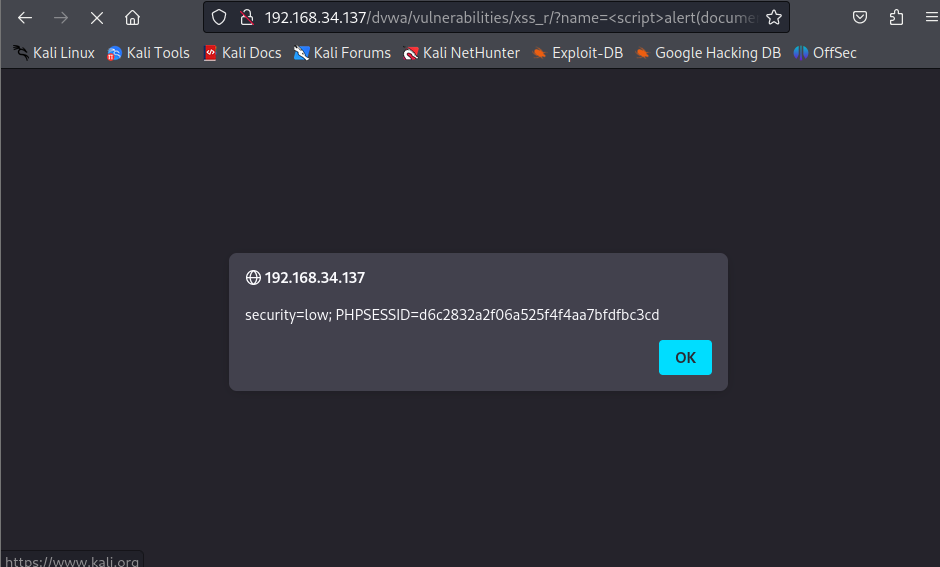 192.168.34.137/dvwa/vulnerabilities/xss_r/?name=<script>alert(docume
Kali Linux Kali Tools Kali Docs Kali Forums Kali NetHunter Exploit-DB Google Hacking DB OffSec
192.168.34.137
security=low; PHPSESSID=d6c2832a2f06a525f4f4aa7bfdfbc3cd
OK
https://www.kali.org